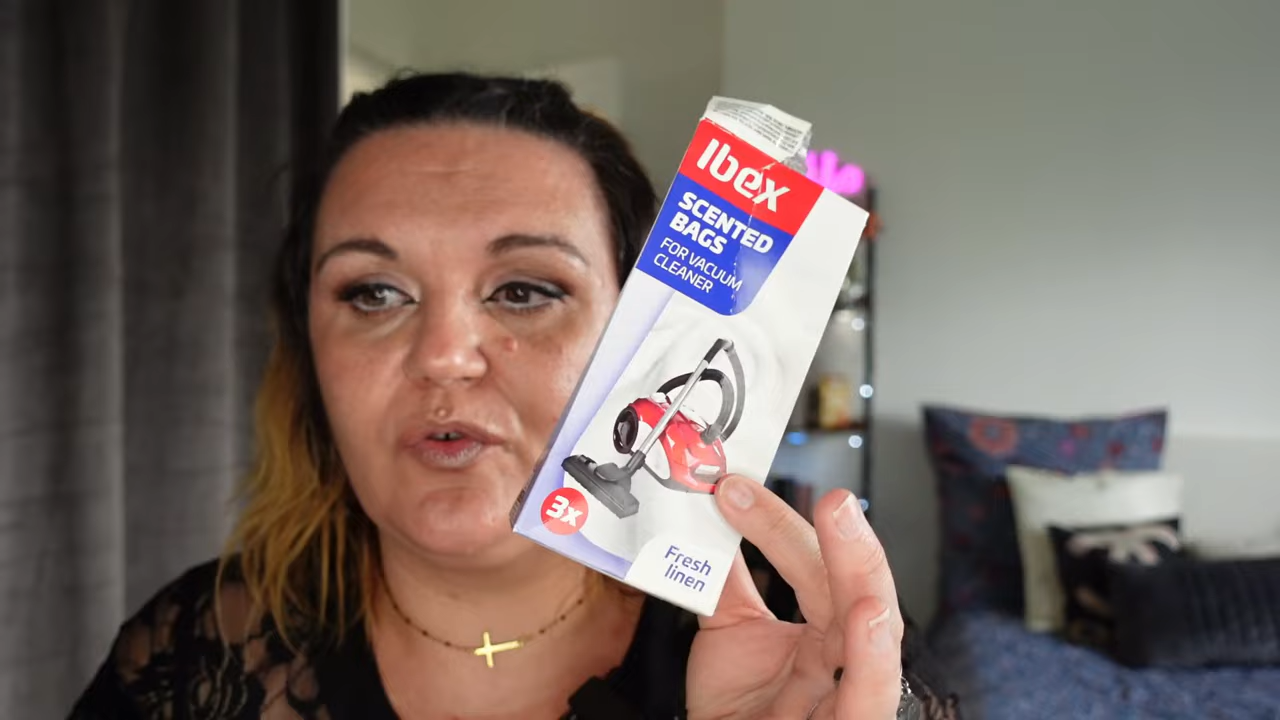 Ibex
SCENTED
BAGS
FOR VACUUM
CLEANER
3x
Fresh
linen